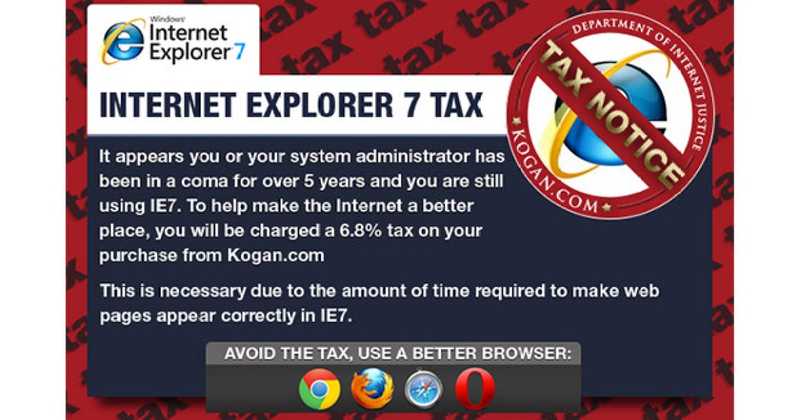 Windows
Internet
Explorer 7
INTERNET EXPLORER 7 TAX
DEPARTMENT OF INTERNET JUSTICE
TAX NOTICE
KOGAN.COM
It appears you or your system administrator has
been in a coma for over 5 years and you are still
using IE7. To help make the Internet a better
place, you will be charged a 6.8% tax on your
purchase from Kogan.com
This is necessary due to the amount of time required to make web
pages appear correctly in IE7.
AVOID THE TAX, USE A BETTER BROWSER:
tax
tax
tax
tax
tax
tax